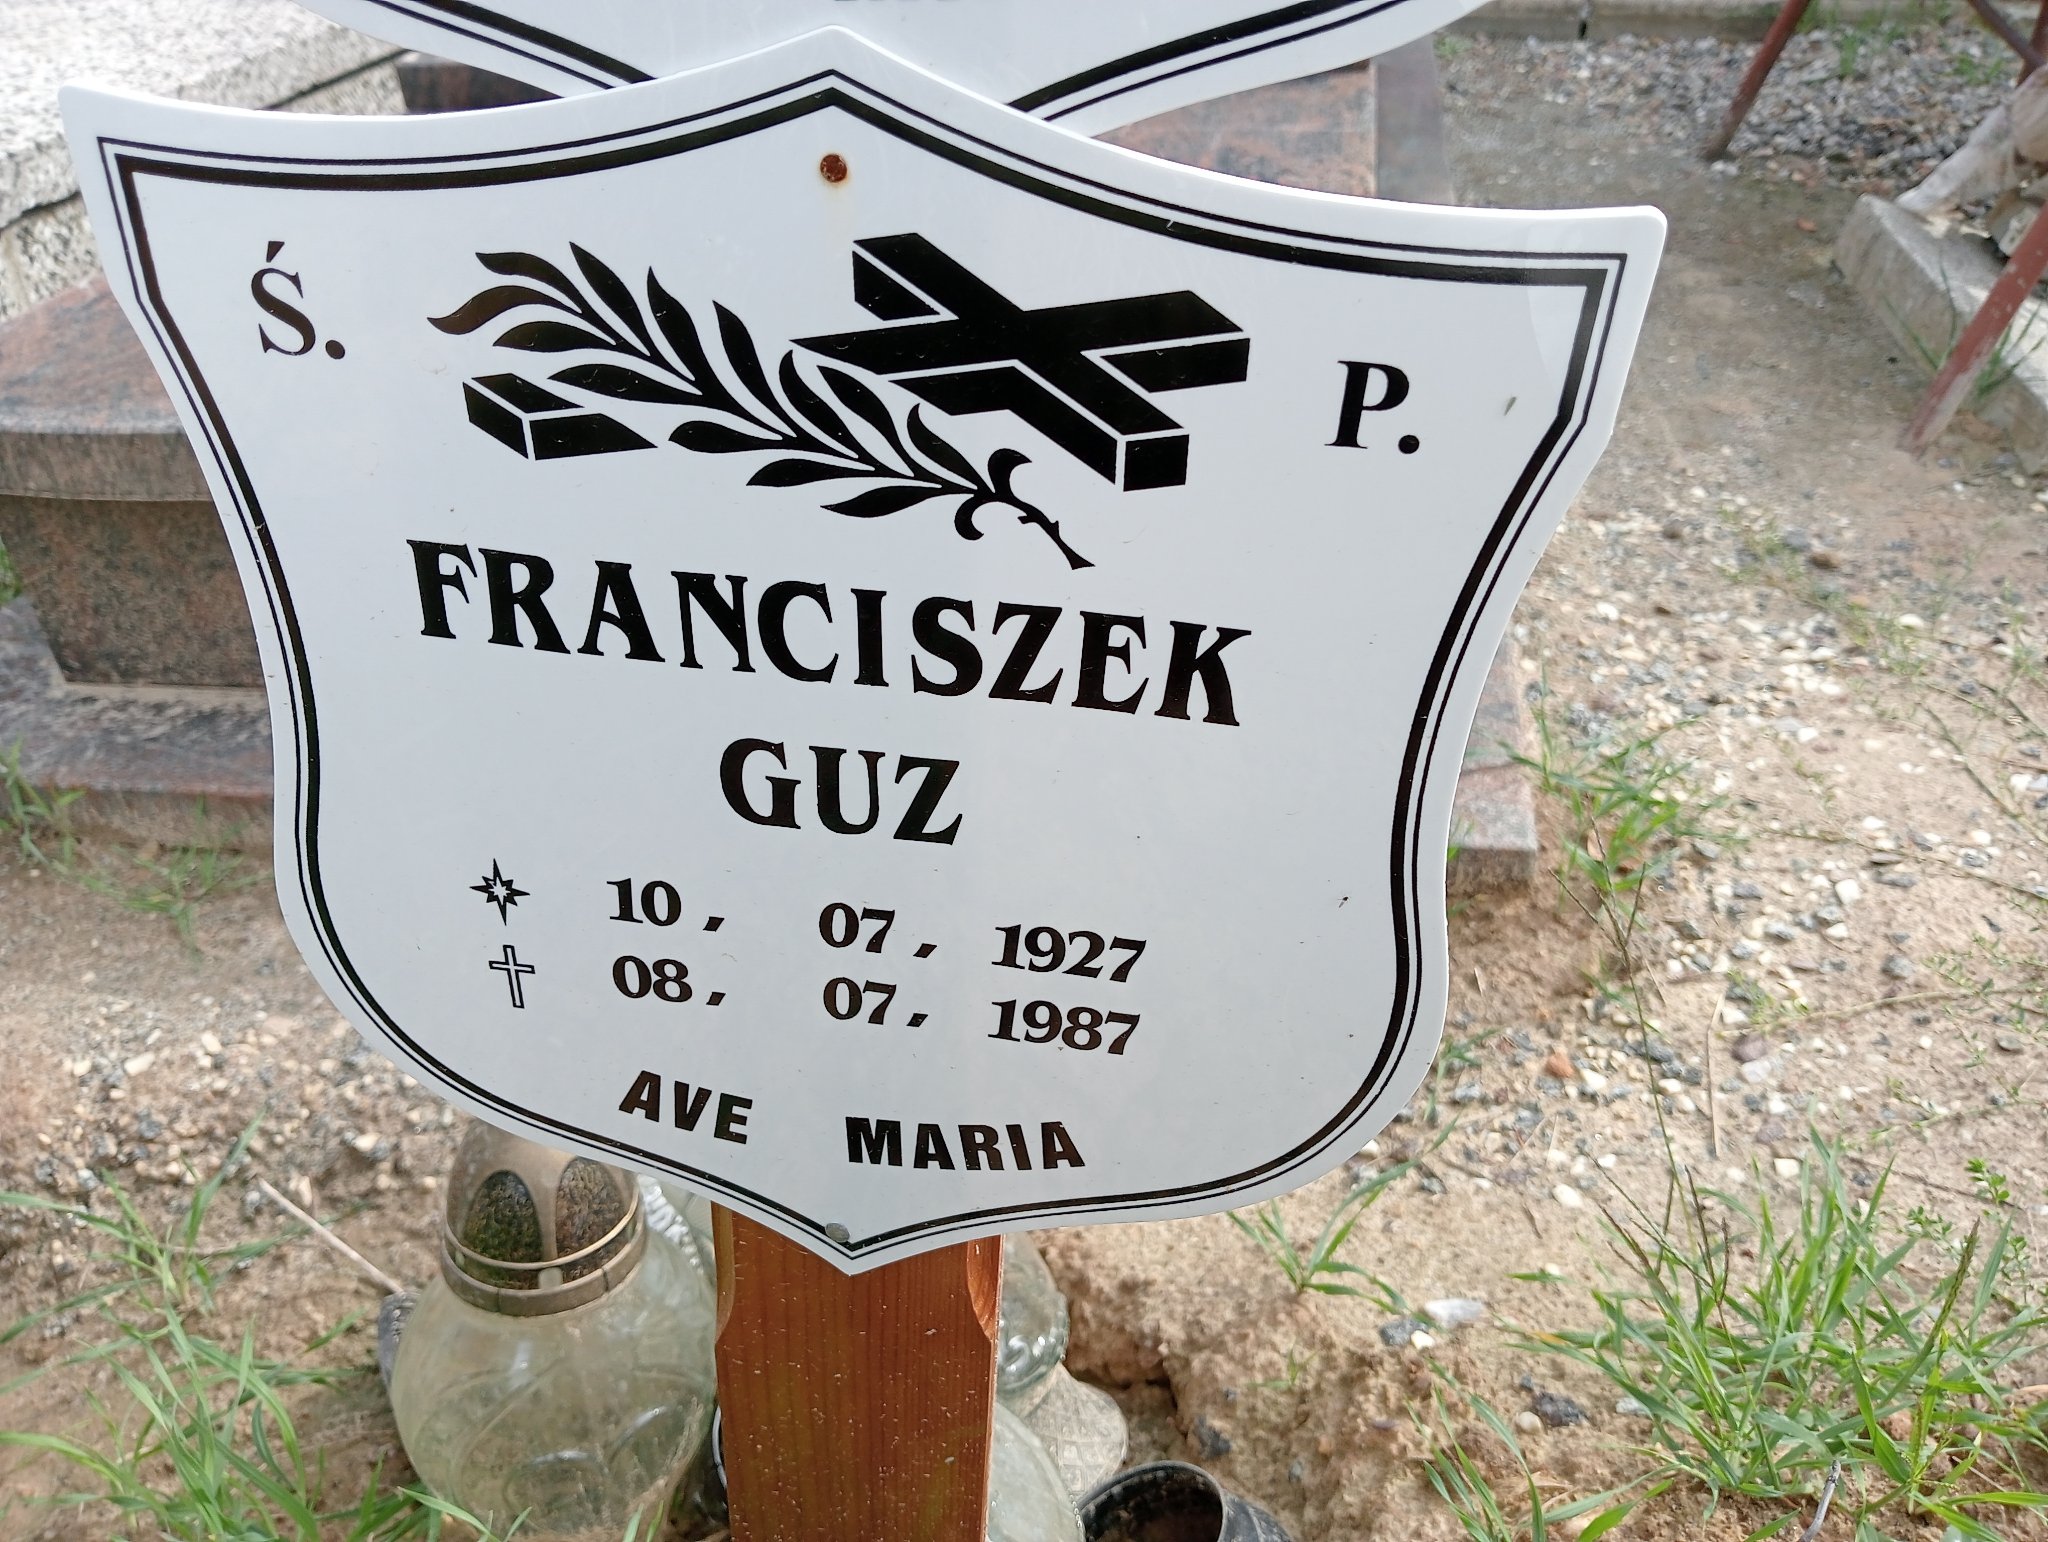 Ś. P.
FRANCISZEK
GUZ
10, 07, 1927
08, 07, 1987
AVE MARIA